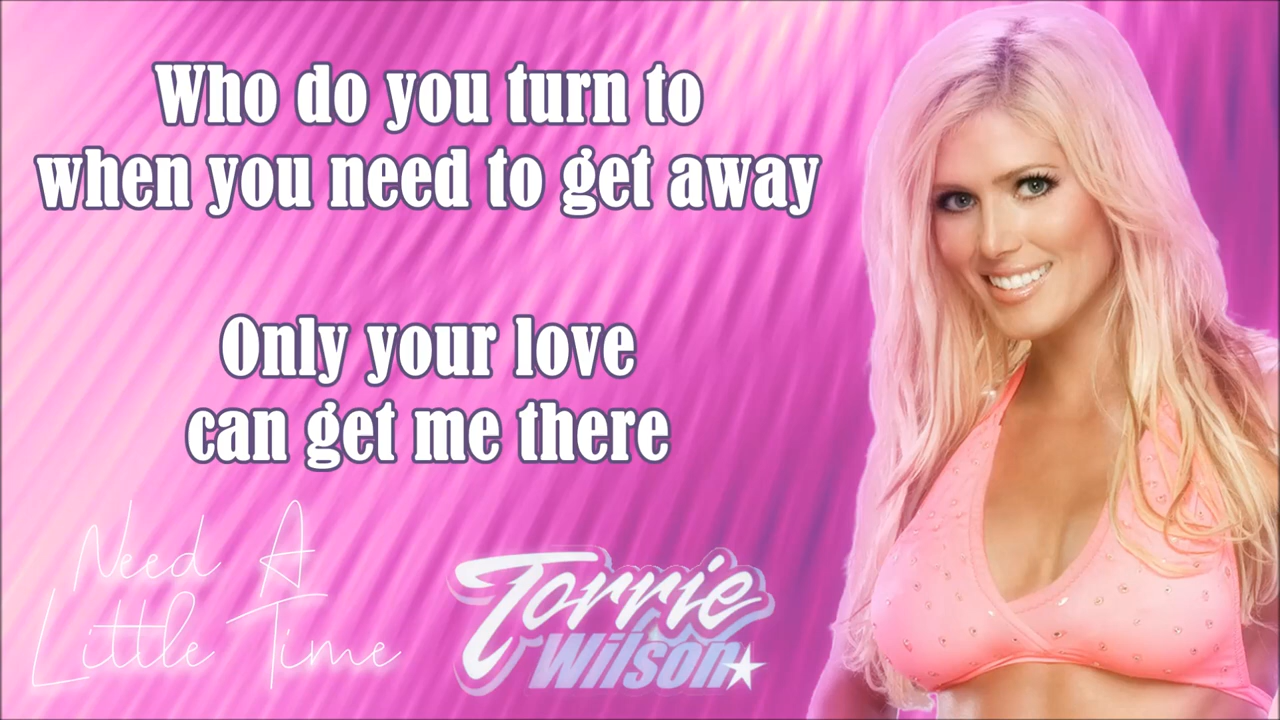 Who do you turn to
when you need to get away
Only your love
can get me there
Need A
Little Time
Torrie
Wilson